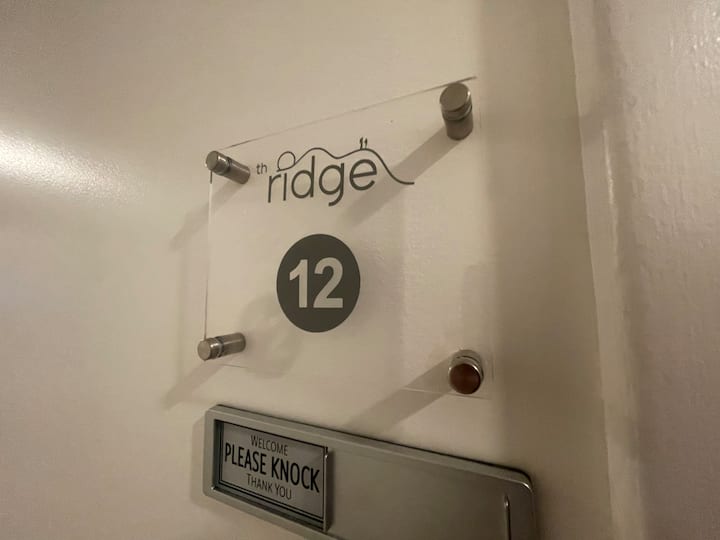 th
ridge
12
WELCOME
PLEASE KNOCK
THANK YOU